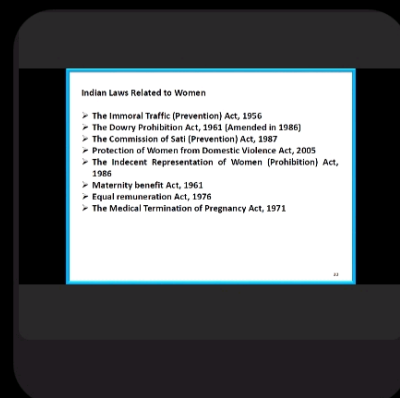 Indian Laws Related to Women
➢ The Immoral Traffic (Prevention) Act, 1956
➢ The Dowry Prohibition Act, 1961 (Amended in 1986)
➢ The Commission of Sati (Prevention) Act, 1987
➢ Protection of Women from Domestic Violence Act, 2005
➢ The Indecent Representation of Women (Prohibition) Act,
1986
➢ Maternity benefit Act, 1961
➢ Equal remuneration Act, 1976
➢ The Medical Termination of Pregnancy Act, 1971